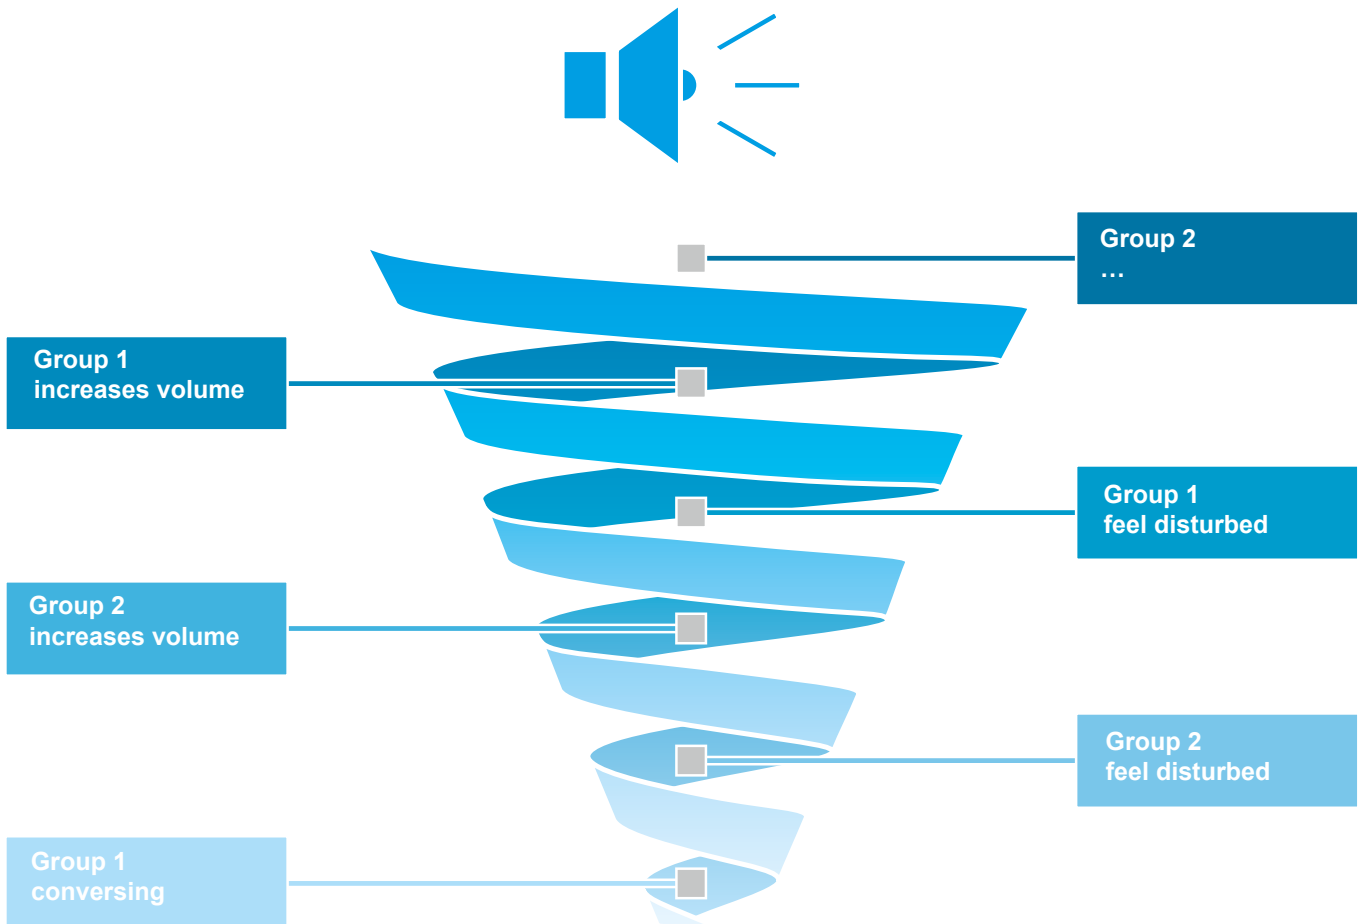 Group 2
…
Group 1
increases volume
Group 1
feel disturbed
Group 2
increases volume
Group 2
feel disturbed
Group 1
conversing